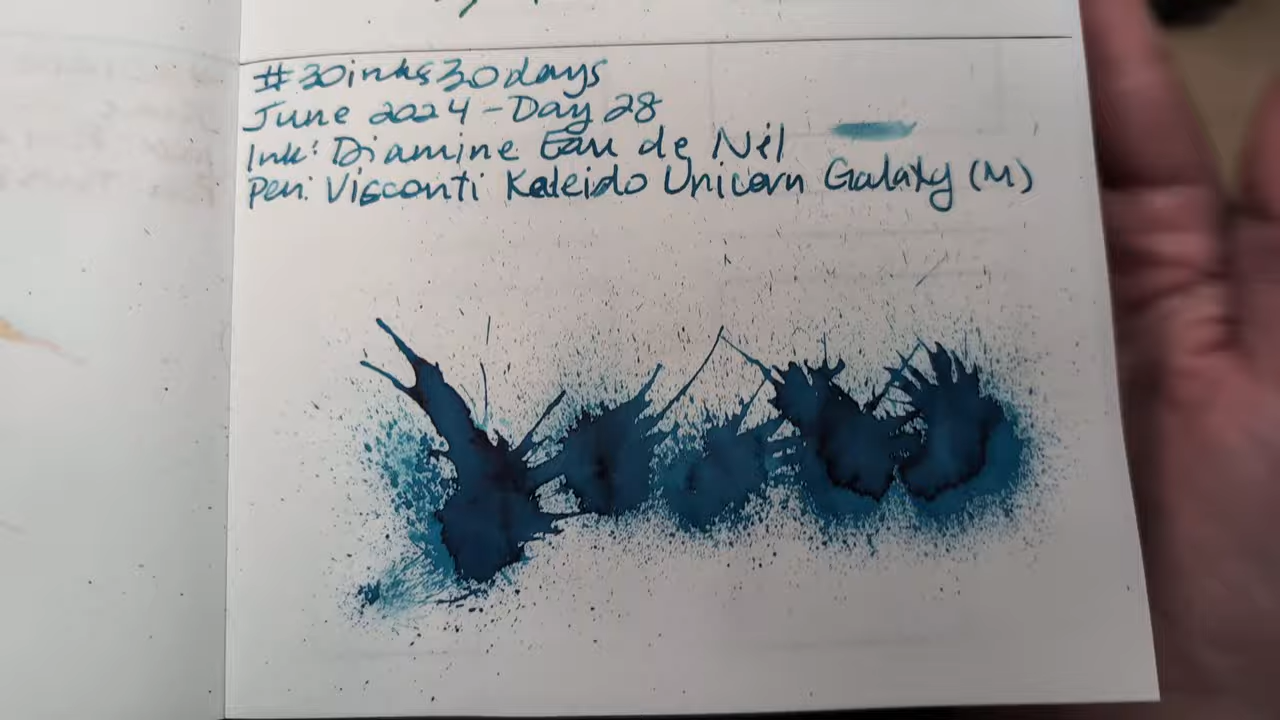 #30inks30days
June 2024 - Day 28
Ink: Diamine Eau de Nil
Pen: Visconti Kaleido Unicorn Galaxy (M)